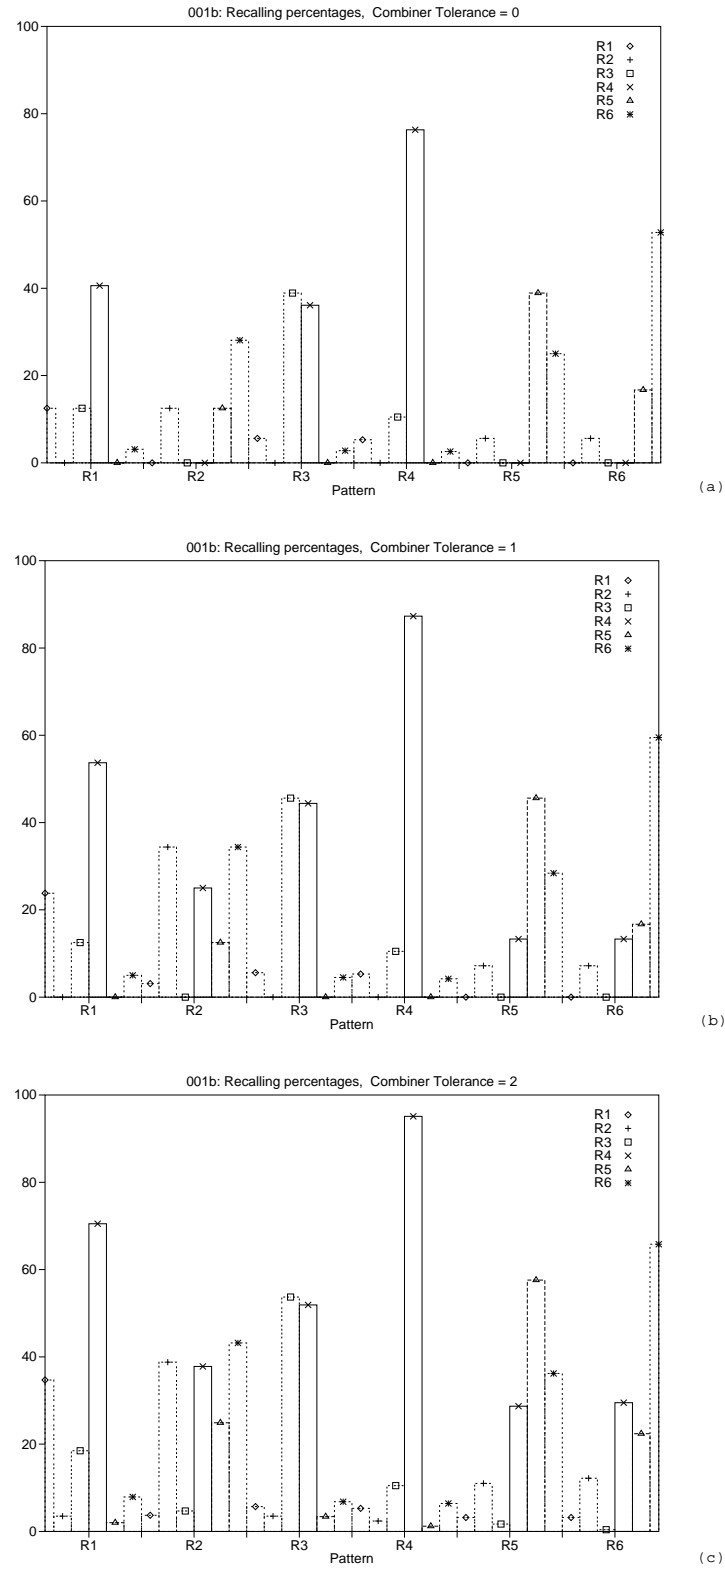 001b: Recalling percentages,  Combiner Tolerance = 0
100
R1
R2
R3
R4
R5
R6
80
60
40
20
0
R1 R2 R3 R4 R5 R6
Pattern
(a)
001b: Recalling percentages,  Combiner Tolerance = 1
100
R1
R2
R3
R4
R5
R6
80
60
40
20
0
R1 R2 R3 R4 R5 R6
Pattern
(b)
001b: Recalling percentages,  Combiner Tolerance = 2
100
R1
R2
R3
R4
R5
R6
80
60
40
20
0
R1 R2 R3 R4 R5 R6
Pattern
(c)